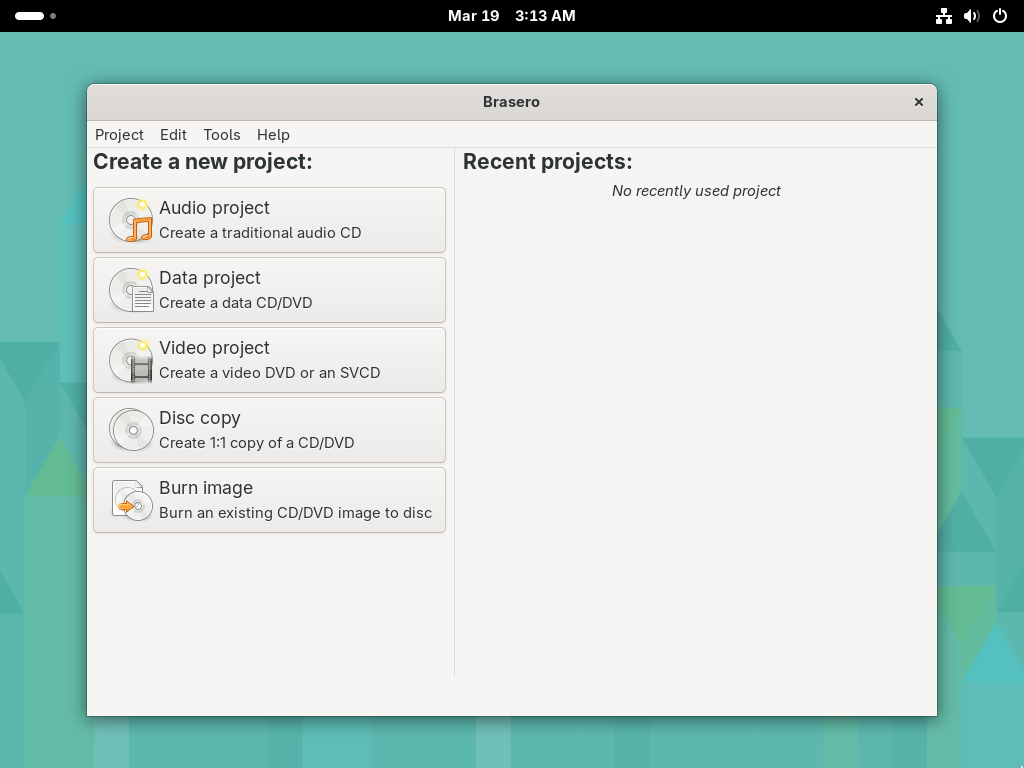 Mar 19 3:13 AM
Brasero
Project Edit Tools Help
Create a new project:
Audio project
Create a traditional audio CD
Data project
Create a data CD/DVD
Video project
Create a video DVD or an SVCD
Disc copy
Create 1:1 copy of a CD/DVD
Burn image
Burn an existing CD/DVD image to disc
Recent projects:
No recently used project